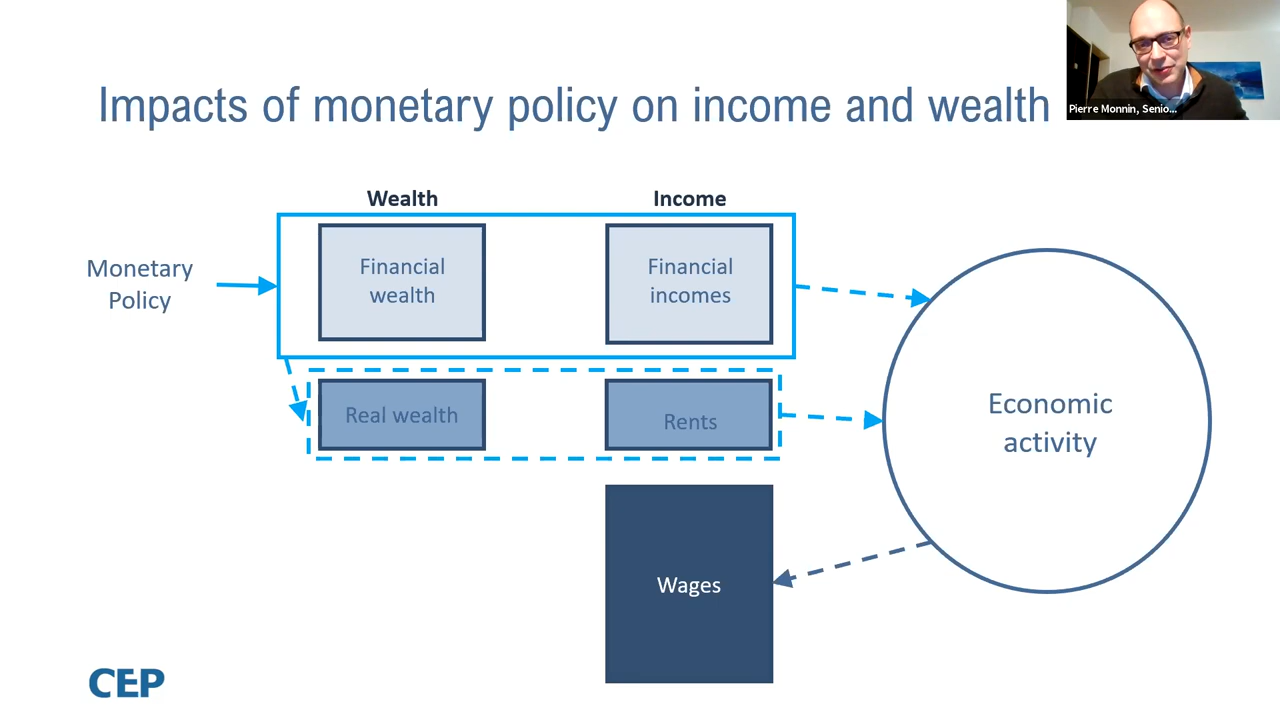 Impacts of monetary policy on income and wealth
Pierre Monnin, Senio...
Wealth
Income
Monetary
Policy
Financial
wealth
Financial
incomes
Real wealth
Rents
Economic
activity
Wages
CEP